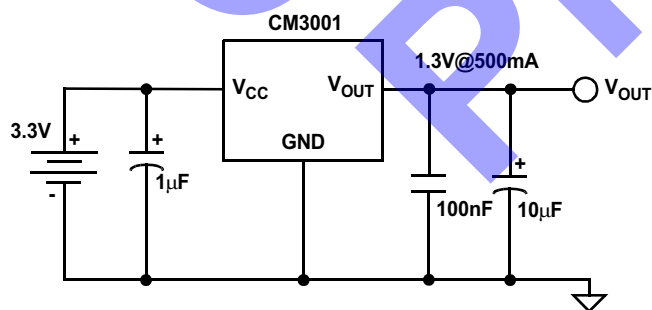 CM3001
1.3V@500mA
VCC
VOUT
VOUT
3.3V
+
+
GND
+
1μF
-
100nF
10μF